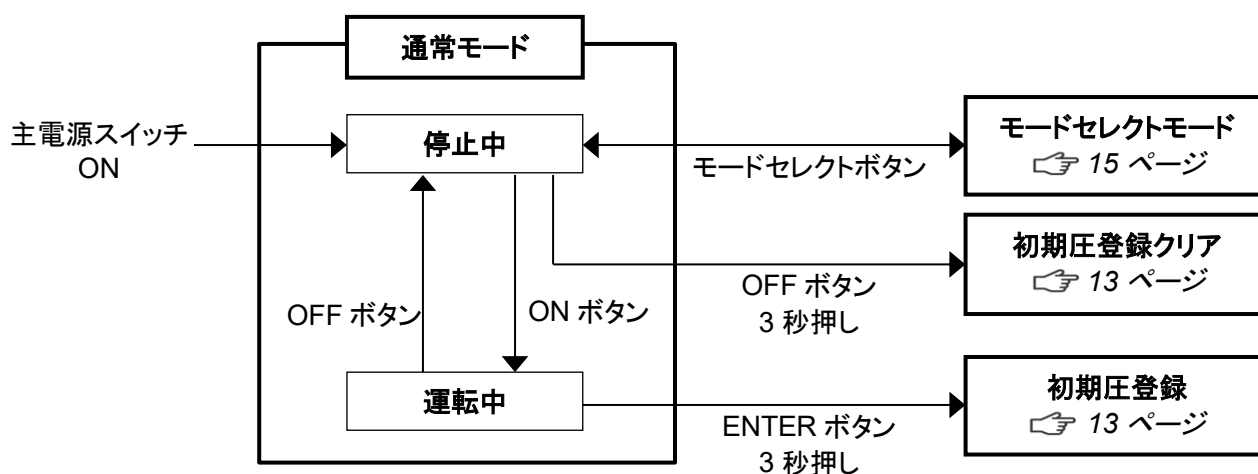 通常モード
主電源スイッチ
ON
停止中
モードセレクトボタン
モードセレクトモード
☞ 15 ページ
初期圧登録クリア
☞ 13 ページ
OFF ボタン
3 秒押し
OFF ボタン
ON ボタン
運転中
ENTER ボタン
3 秒押し
初期圧登録
☞ 13 ページ